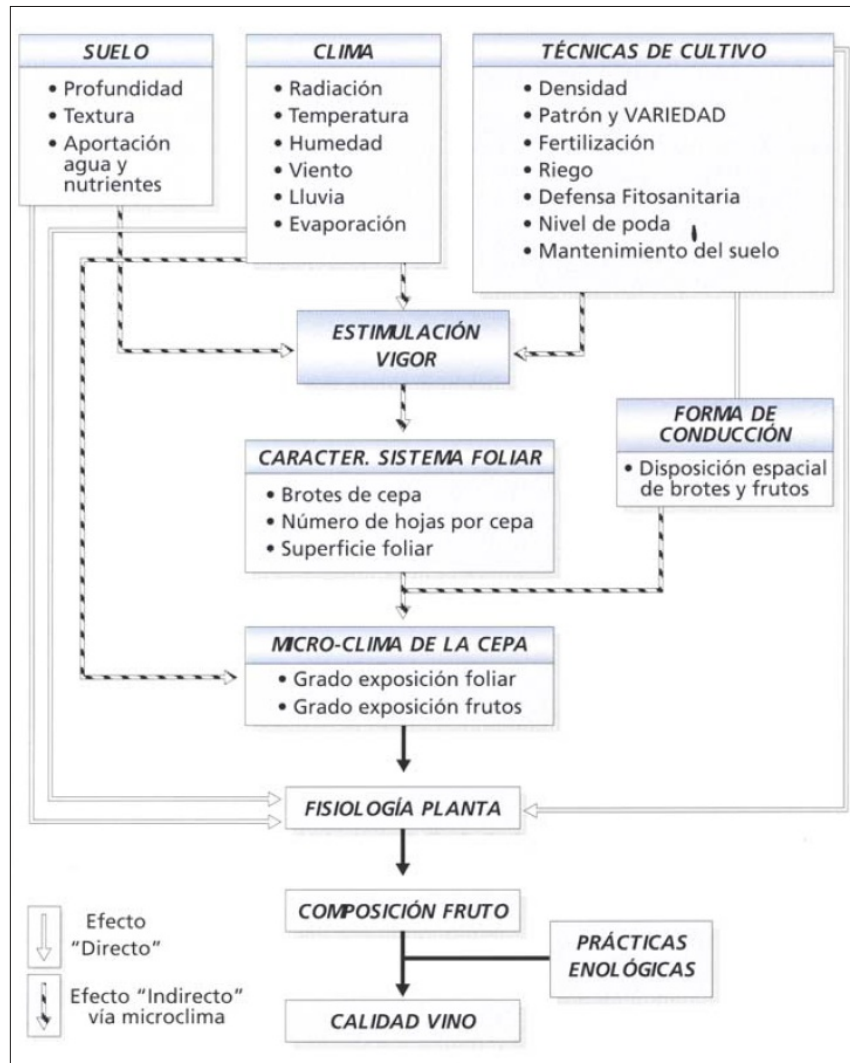 SUELO
• Profundidad
• Textura
• Aportación
agua y
nutrientes
CLIMA
• Radiación
• Temperatura
• Humedad
• Viento
• Lluvia
• Evaporación
TÉCNICAS DE CULTIVO
• Densidad
• Patrón y VARIEDAD
• Fertilización
• Riego
• Defensa Fitosanitaria
• Nivel de poda
• Mantenimiento del suelo
ESTIMULACIÓN
VIGOR
FORMA DE
CONDUCCIÓN
• Disposición espacial
de brotes y frutos
CARACTER. SISTEMA FOLIAR
• Brotes de cepa
• Número de hojas por cepa
• Superficie foliar
MICRO-CLIMA DE LA CEPA
• Grado exposición foliar
• Grado exposición frutos
FISIOLOGÍA PLANTA
COMPOSICIÓN FRUTO
PRÁCTICAS
ENOLÓGICAS
CALIDAD VINO
Efecto
"Directo"
Efecto "Indirecto"
vía microclima